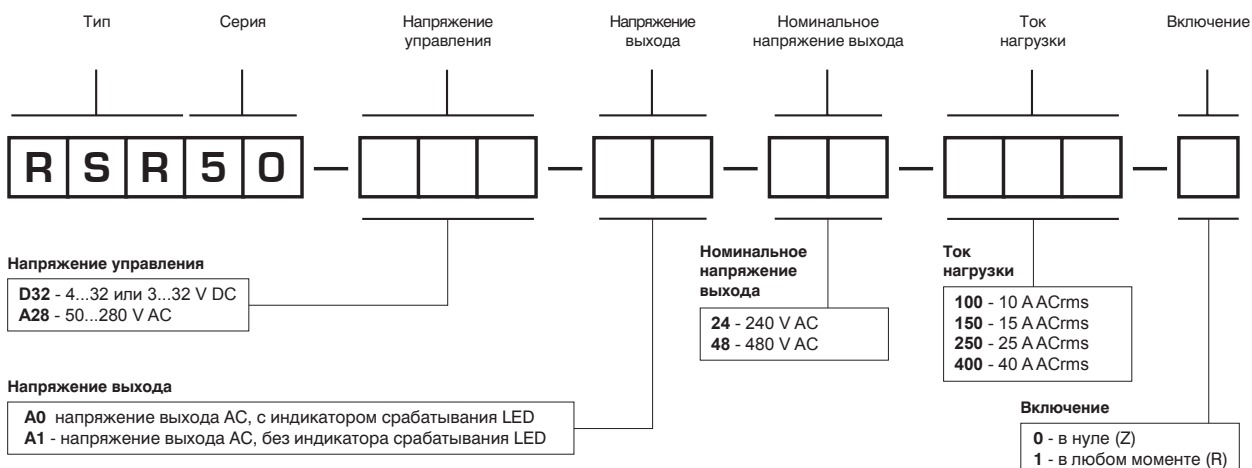 Тип
Серия
Напряжение
управления
Напряжение
выхода
Номинальное
напряжение выхода
Ток
нагрузки
Включение
R S R 5 0 — — — — —
Напряжение управления
D32 - 4...32 или 3...32 V DC
A28 - 50...280 V AC
Номинальное
напряжение
выхода
24 - 240 V AC
48 - 480 V AC
Ток
нагрузки
100 - 10 A ACrms
150 - 15 A ACrms
250 - 25 A ACrms
400 - 40 A ACrms
Напряжение выхода
A0 напряжение выхода AC, с индикатором срабатывания LED
A1 - напряжение выхода AC, без индикатора срабатывания LED
Включение
0 - в нуле (Z)
1 - в любом моменте (R)